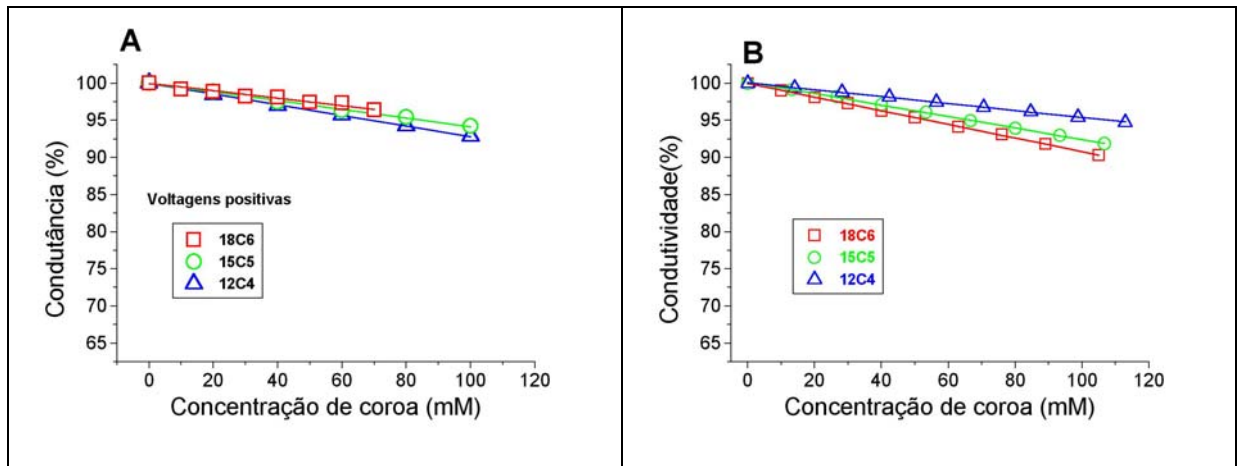 A
Condutância (%)
100
95
90
85
80
75
70
65
Voltagens positivas
18C6
15C5
12C4
0 20 40 60 80 100 120
Concentração de coroa (mM)
B
Condutividade(%)
100
95
90
85
80
75
70
65
18C6
15C5
12C4
0 20 40 60 80 100 120
Concentração de coroa (mM)